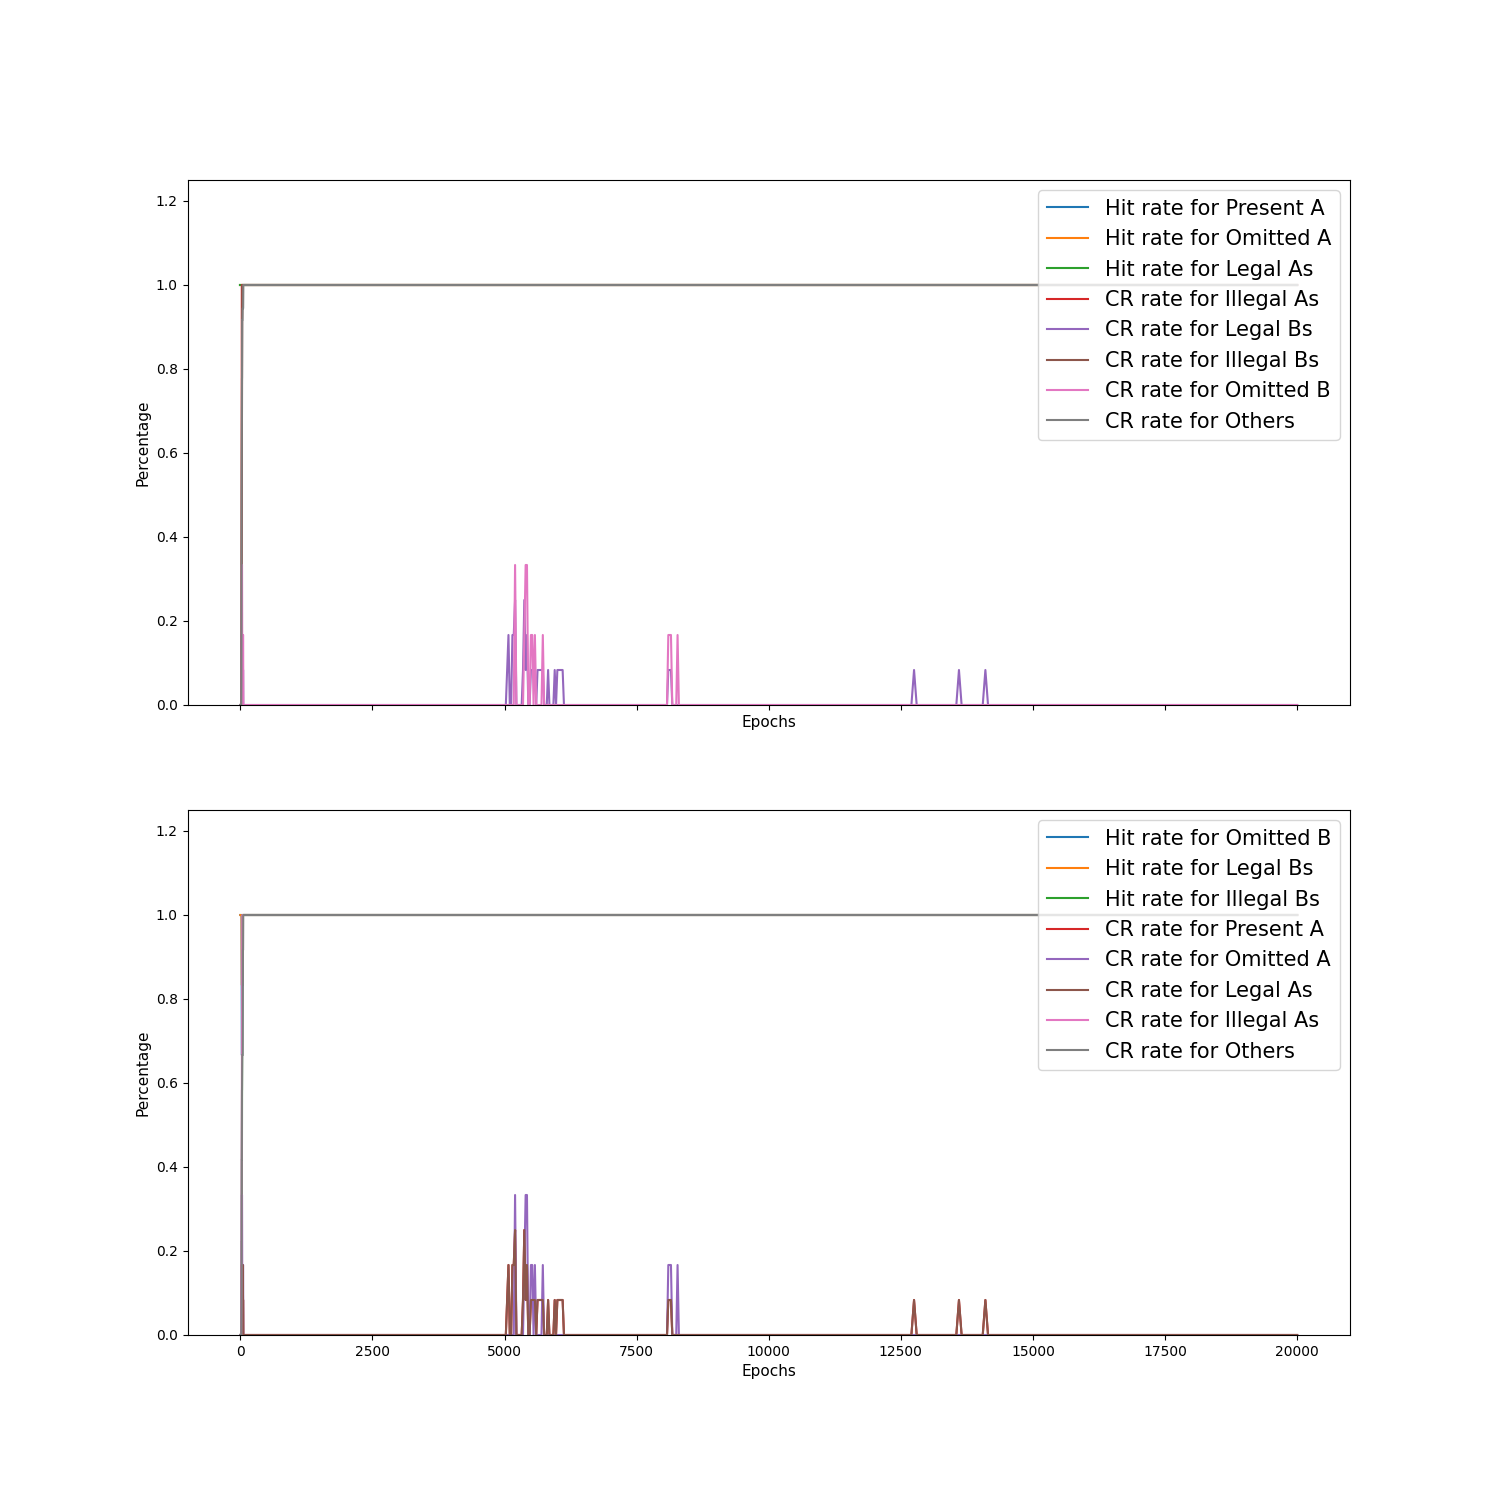 1.2
1.0
0.8
0.6
0.4
0.2
0.0
Percentage
Epochs
Hit rate for Present A
Hit rate for Omitted A
Hit rate for Legal As
CR rate for Illegal As
CR rate for Legal Bs
CR rate for Illegal Bs
CR rate for Omitted B
CR rate for Others
1.2
1.0
0.8
0.6
0.4
0.2
0.0
Percentage
Hit rate for Omitted B
Hit rate for Legal Bs
Hit rate for Illegal Bs
CR rate for Present A
CR rate for Omitted A
CR rate for Legal As
CR rate for Illegal As
CR rate for Others
0 2500 5000 7500 10000 12500 15000 17500 20000
Epochs